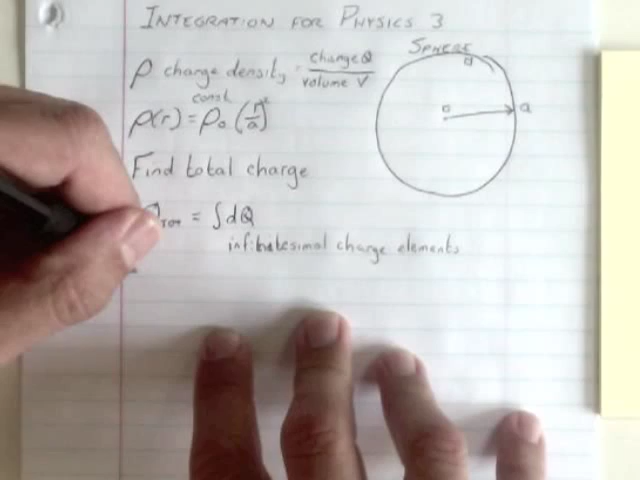 INTEGRATION FOR PHYSICS 3
SPHERE
ρ charge density = charge Q / volume V
const
ρ(r) = ρ₀ (r/a)²
o a
Find total charge
= ∫dQ
infinitesimal charge elements